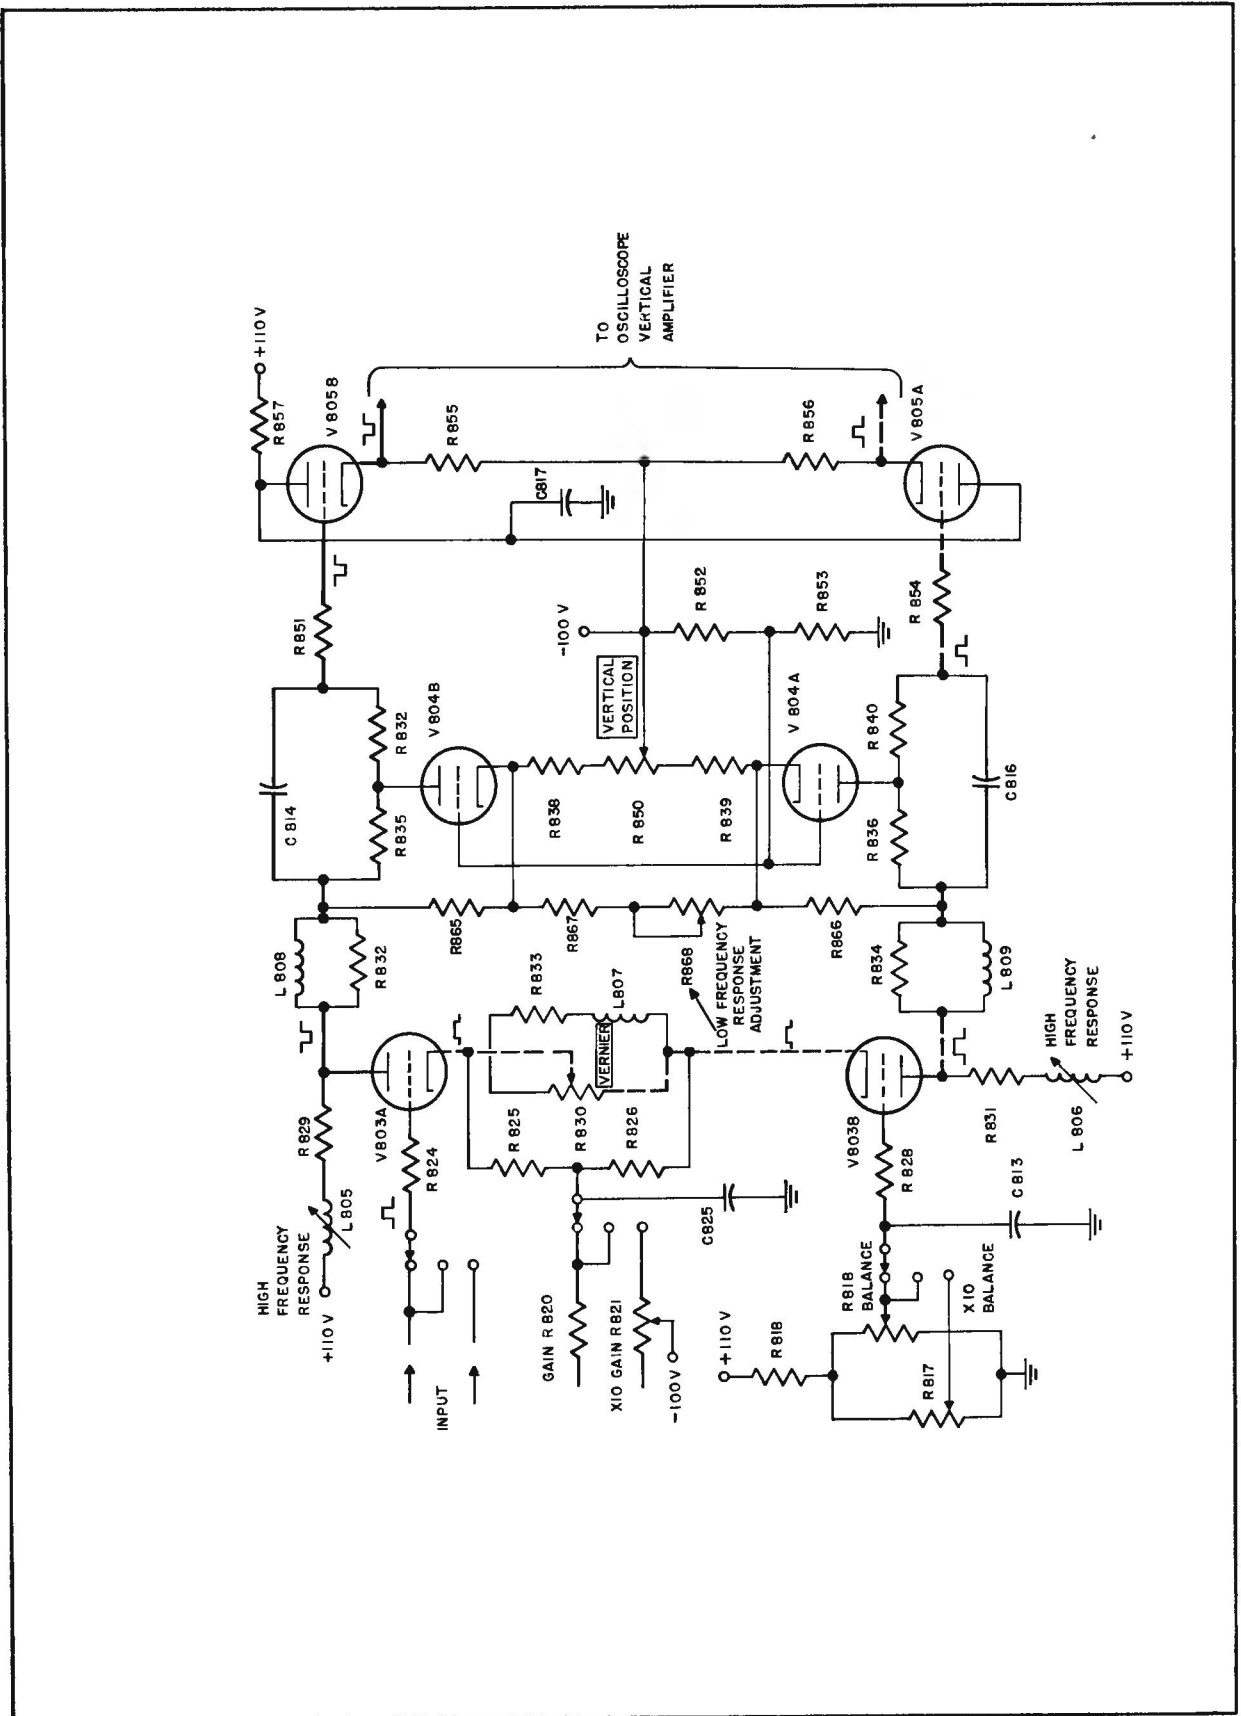 +110V
R857
V805B
TO
OSCILLOSCOPE
VERTICAL
AMPLIFIER
R855
C817
R856
V805A
R851
-100V
R852
R853
R854
VERTICAL
POSITION
V804B
V804A
C814
R832
R835
R838
R850
R839
R840
R836
C816
L808
R832
R865
R867
R868
LOW FREQUENCY
RESPONSE
ADJUSTMENT
R866
R834
L809
R833
L807
VERNIER
HIGH
FREQUENCY
RESPONSE
+110V
R829
V803A
R824
R825
R830
R826
V803B
R828
R831
L806
HIGH
FREQUENCY
RESPONSE
L805
+110V
INPUT
GAIN R820
X10 GAIN R821
-100V
C825
C813
+110V
R818
R818
BALANCE
X10
BALANCE
R817